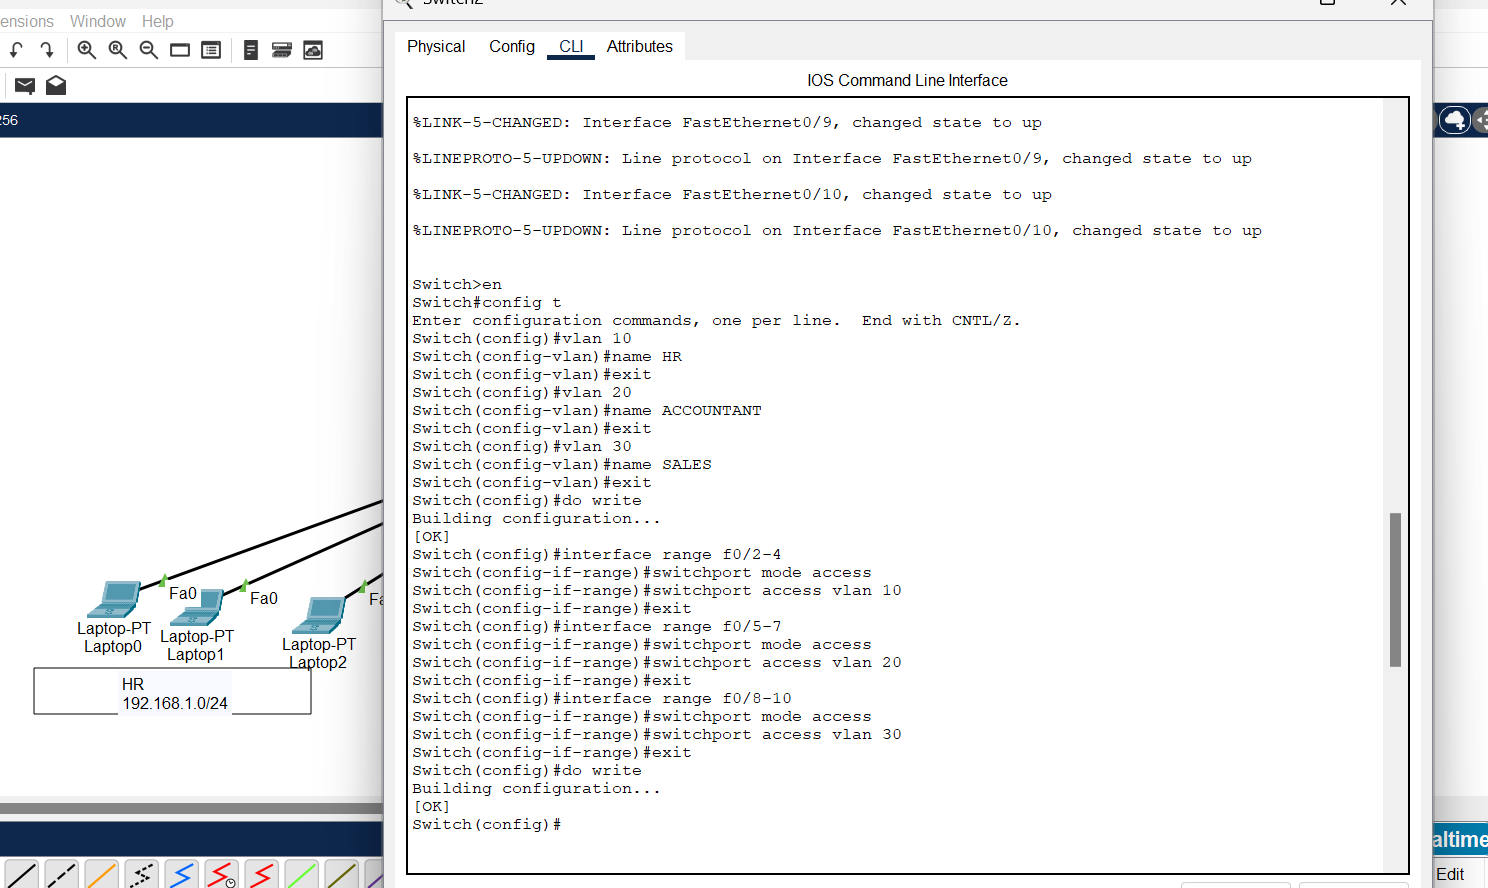 Switch2
ensions Window Help
Physical Config CLI Attributes
IOS Command Line Interface
256
%LINK-5-CHANGED: Interface FastEthernet0/9, changed state to up
%LINEPROTO-5-UPDOWN: Line protocol on Interface FastEthernet0/9, changed state to up
%LINK-5-CHANGED: Interface FastEthernet0/10, changed state to up
%LINEPROTO-5-UPDOWN: Line protocol on Interface FastEthernet0/10, changed state to up
Switch>en
Switch#config t
Enter configuration commands, one per line.  End with CNTL/Z.
Switch(config)#vlan 10
Switch(config-vlan)#name HR
Switch(config-vlan)#exit
Switch(config)#vlan 20
Switch(config-vlan)#name ACCOUNTANT
Switch(config-vlan)#exit
Switch(config)#vlan 30
Switch(config-vlan)#name SALES
Switch(config-vlan)#exit
Switch(config)#do write
Building configuration...
[OK]
Switch(config)#interface range f0/2-4
Switch(config-if-range)#switchport mode access
Switch(config-if-range)#switchport access vlan 10
Switch(config-if-range)#exit
Switch(config)#interface range f0/5-7
Switch(config-if-range)#switchport mode access
Switch(config-if-range)#switchport access vlan 20
Switch(config-if-range)#exit
Switch(config)#interface range f0/8-10
Switch(config-if-range)#switchport mode access
Switch(config-if-range)#switchport access vlan 30
Switch(config-if-range)#exit
Switch(config)#do write
Building configuration...
[OK]
Switch(config)#
Fa0
Fa0
Fa
Laptop-PT
Laptop0
Laptop-PT
Laptop1
Laptop-PT
Laptop2
HR
192.168.1.0/24
altime
Edit